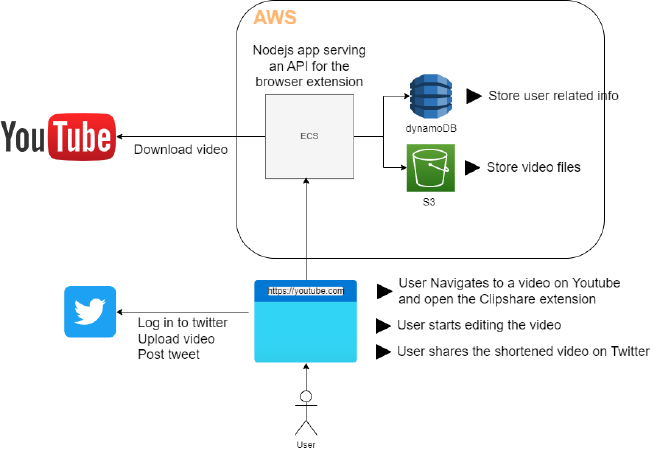 AWS
Nodejs app serving
an API for the
browser extension
ECS
dynamoDB
Store user related info
S3
Store video files
YouTube
Download video
https://youtube.com
User Navigates to a video on Youtube
and open the Clipshare extension
User starts editing the video
User shares the shortened video on Twitter
Log in to twitter
Upload video
Post tweet
User